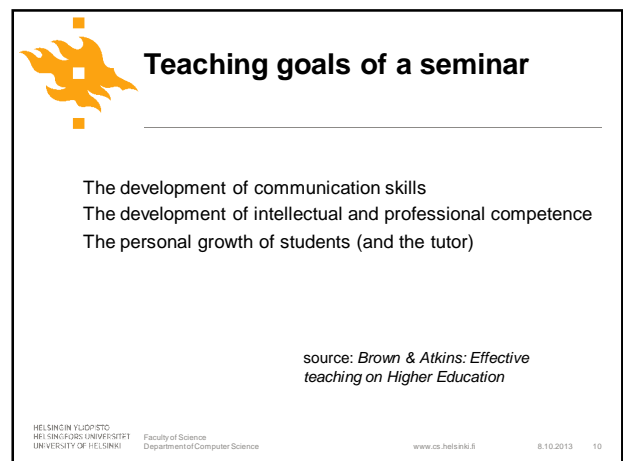 Teaching goals of a seminar
The development of communication skills
The development of intellectual and professional competence
The personal growth of students (and the tutor)
source: Brown & Atkins: Effective
teaching on Higher Education
HELSINGIN YLIOPISTO
HELSINGFORS UNIVERSITET
UNIVERSITY OF HELSINKI
Faculty of Science
Department of Computer Science
www.cs.helsinki.fi
8.10.2013
10